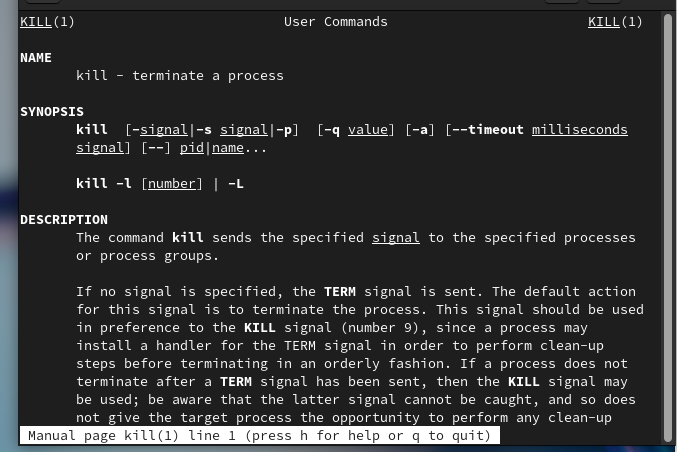 KILL(1) User Commands KILL(1)
NAME
kill - terminate a process
SYNOPSIS
kill [-signal|-s signal|-p] [-q value] [-a] [--timeout milliseconds
signal] [--] pid|name...
kill -l [number] | -L
DESCRIPTION
The command kill sends the specified signal to the specified processes
or process groups.
If no signal is specified, the TERM signal is sent. The default action
for this signal is to terminate the process. This signal should be used
in preference to the KILL signal (number 9), since a process may
install a handler for the TERM signal in order to perform clean-up
steps before terminating in an orderly fashion. If a process does not
terminate after a TERM signal has been sent, then the KILL signal may
be used; be aware that the latter signal cannot be caught, and so does
not give the target process the opportunity to perform any clean-up
Manual page kill(1) line 1 (press h for help or q to quit)